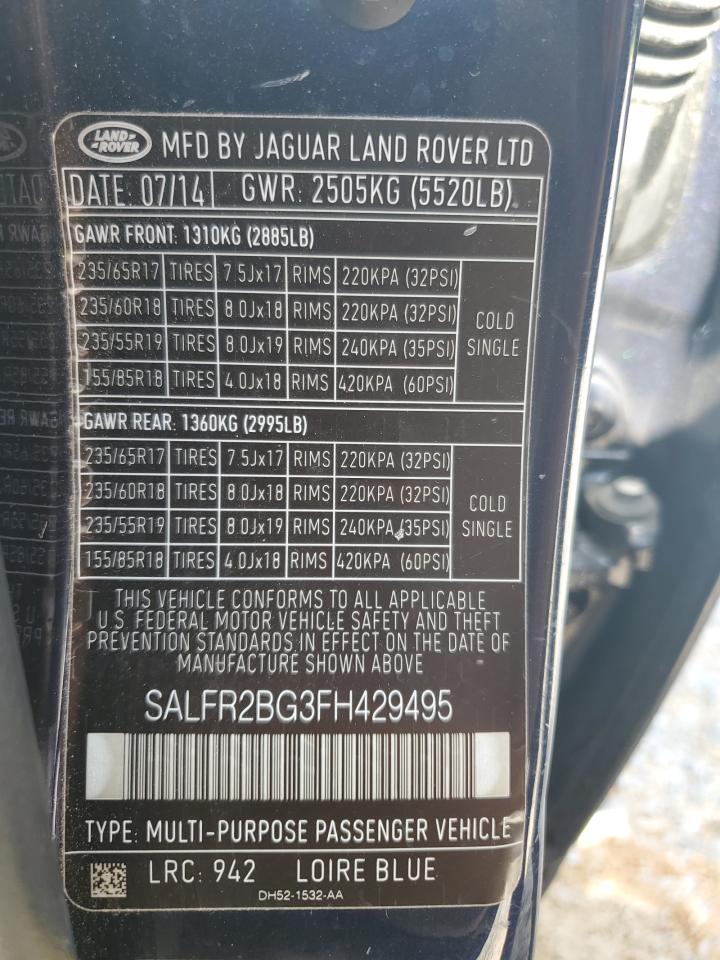 LAND-ROVER MFD BY JAGUAR LAND ROVER LTD
DATE: 07/14 GWR: 2505KG (5520LB)
GAWR FRONT: 1310KG (2885LB)
235/65R17 TIRES 7.5Jx17 RIMS 220KPA (32PSI)
235/60R18 TIRES 8.0Jx18 RIMS 220KPA (32PSI)
235/55R19 TIRES 8.0Jx19 RIMS 240KPA (35PSI)
155/85R18 TIRES 4.0Jx18 RIMS 420KPA (60PSI)
COLD
SINGLE
GAWR REAR: 1360KG (2995LB)
235/65R17 TIRES 7.5Jx17 RIMS 220KPA (32PSI)
235/60R18 TIRES 8.0Jx18 RIMS 220KPA (32PSI)
235/55R19 TIRES 8.0Jx19 RIMS 240KPA (35PSI)
155/85R18 TIRES 4.0Jx18 RIMS 420KPA (60PSI)
COLD
SINGLE
THIS VEHICLE CONFORMS TO ALL APPLICABLE
U.S. FEDERAL MOTOR VEHICLE SAFETY AND THEFT
PREVENTION STANDARDS IN EFFECT ON THE DATE OF
MANUFACTURE SHOWN ABOVE
SALFR2BG3FH429495
TYPE: MULTI-PURPOSE PASSENGER VEHICLE
LRC: 942 LOIRE BLUE
DH52-1532-AA